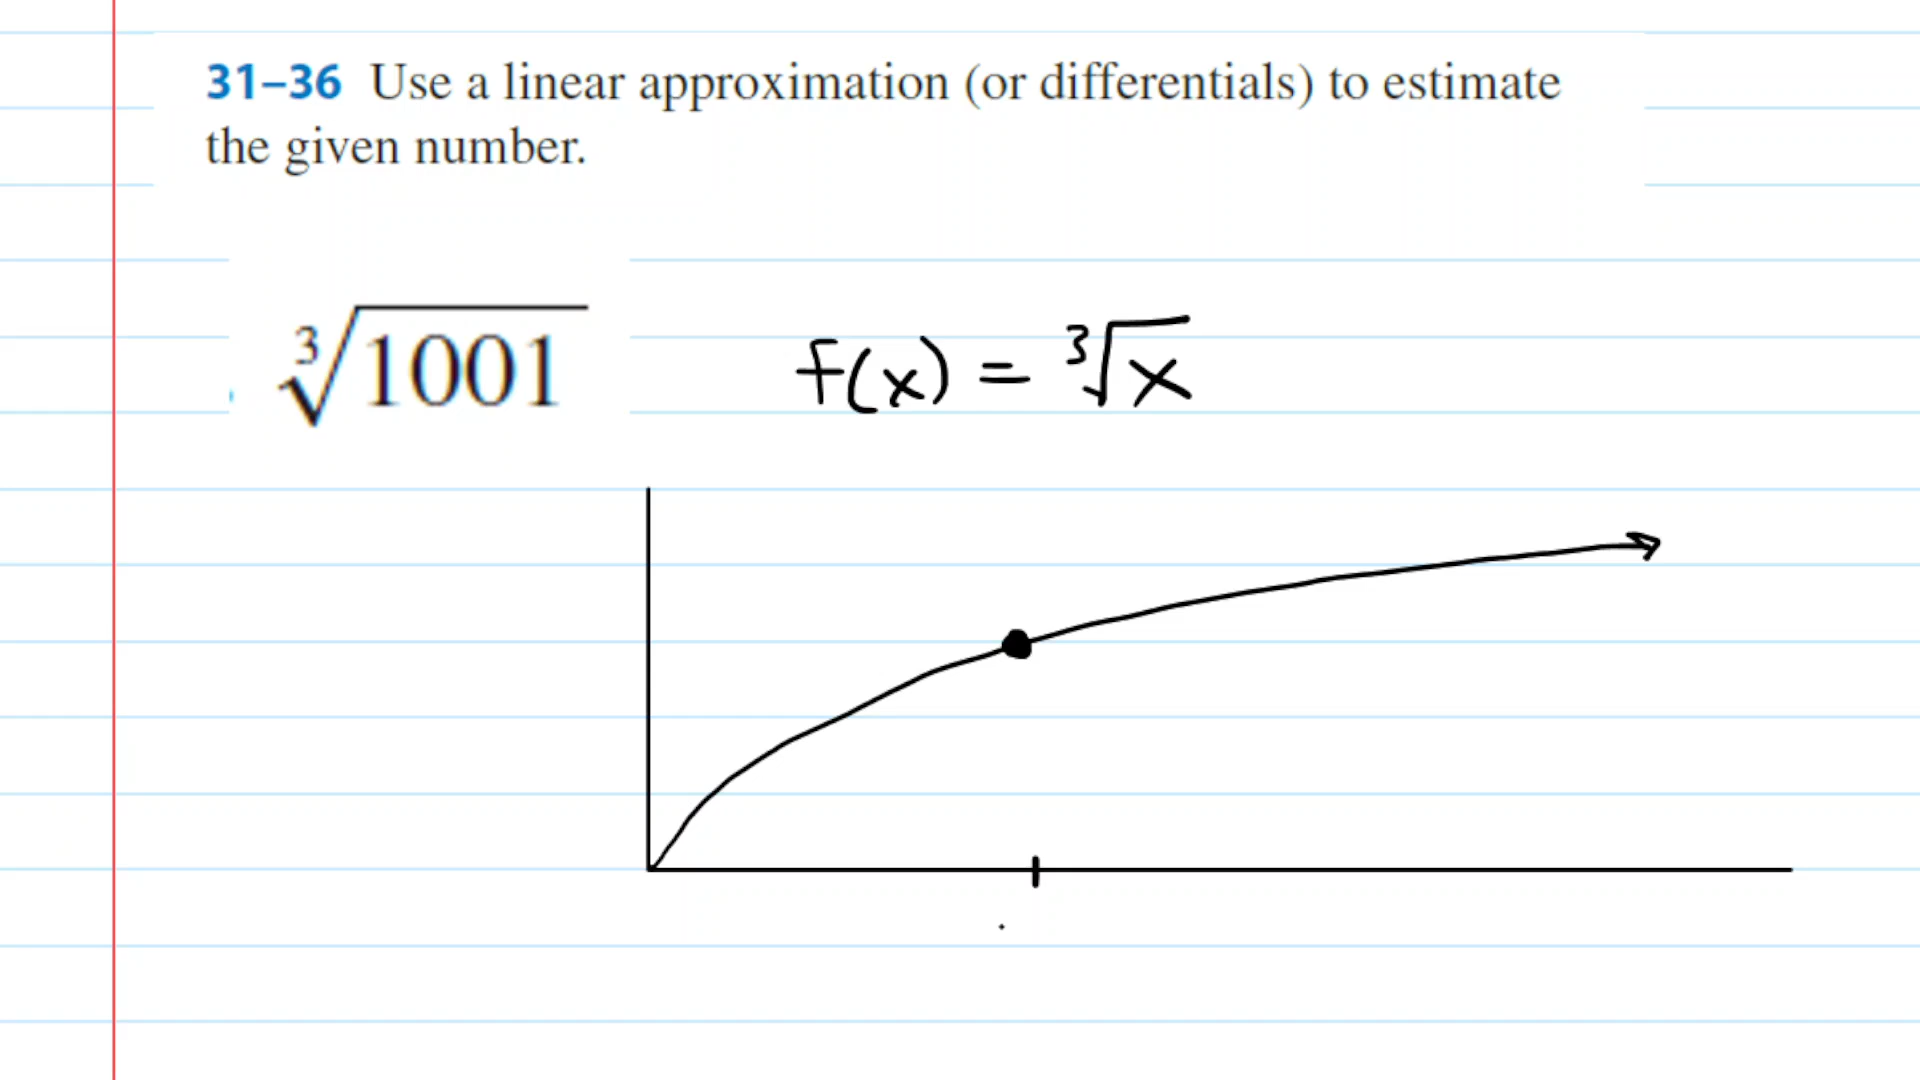 31–36 Use a linear approximation (or differentials) to estimate
the given number.
∛1001 f(x) = ∛x